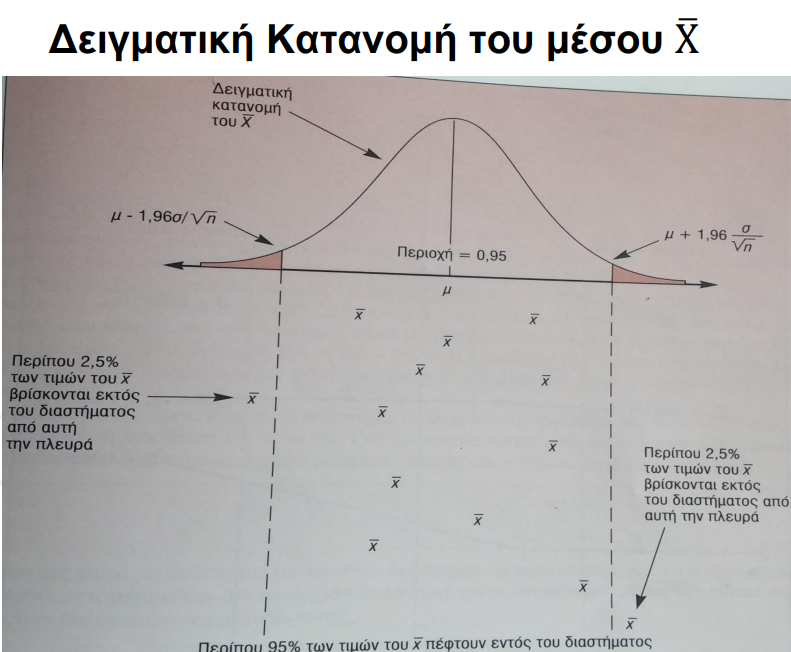 Δειγματική Κατανομή του μέσου X̅
Δειγματική
κατανομή
του X̅
μ - 1,96σ/√n
μ + 1,96 σ/√n
Περιοχή = 0,95
μ
x̅
x̅
x̅
x̅
x̅
Περίπου 2,5%
των τιμών του x̅
βρίσκονται εκτός
του διαστήματος
από αυτή
την πλευρά
x̅
x̅
x̅
Περίπου 2,5%
των τιμών του x̅
βρίσκονται εκτός
του διαστήματος από
αυτή την πλευρά
x̅
x̅
x̅
x̅
x̅
Περίπου 95% των τιμών του x̅ πέφτουν εντός του διαστήματος